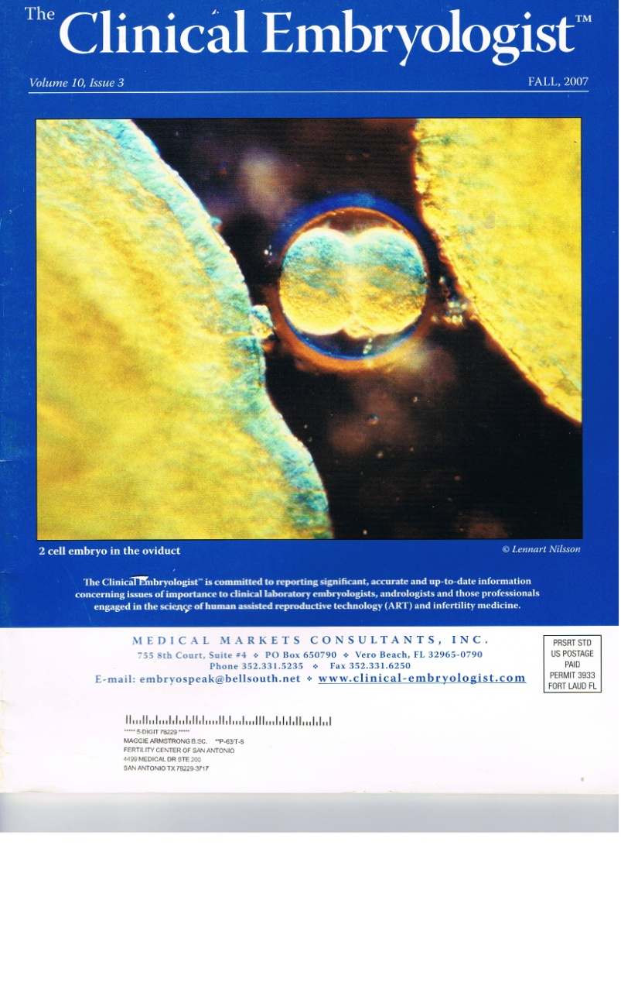 The
Clinical Embryologist™
Volume 10, Issue 3
FALL, 2007
2 cell embryo in the oviduct
© Lennart Nilsson
The Clinical Embryologist™ is committed to reporting significant, accurate and up-to-date information
concerning issues of importance to clinical laboratory embryologists, andrologists and those professionals
engaged in the science of human assisted reproductive technology (ART) and infertility medicine.
MEDICAL MARKETS CONSULTANTS, INC.
755 8th Court, Suite #4 ❖ PO Box 650790 ❖ Vero Beach, FL 32965-0790
Phone 352.331.5235 ❖ Fax 352.331.6250
E-mail: embryospeak@bellsouth.net ❖ www.clinical-embryologist.com
PRSRT STD
US POSTAGE
PAID
PERMIT 3933
FORT LAUD FL
***** 5-DIGIT 78229 *****
MAGGIE ARMSTRONG B.SC. **P-63/T-8
FERTILITY CENTER OF SAN ANTONIO
4499 MEDICAL DR STE 200
SAN ANTONIO TX 78229-3717